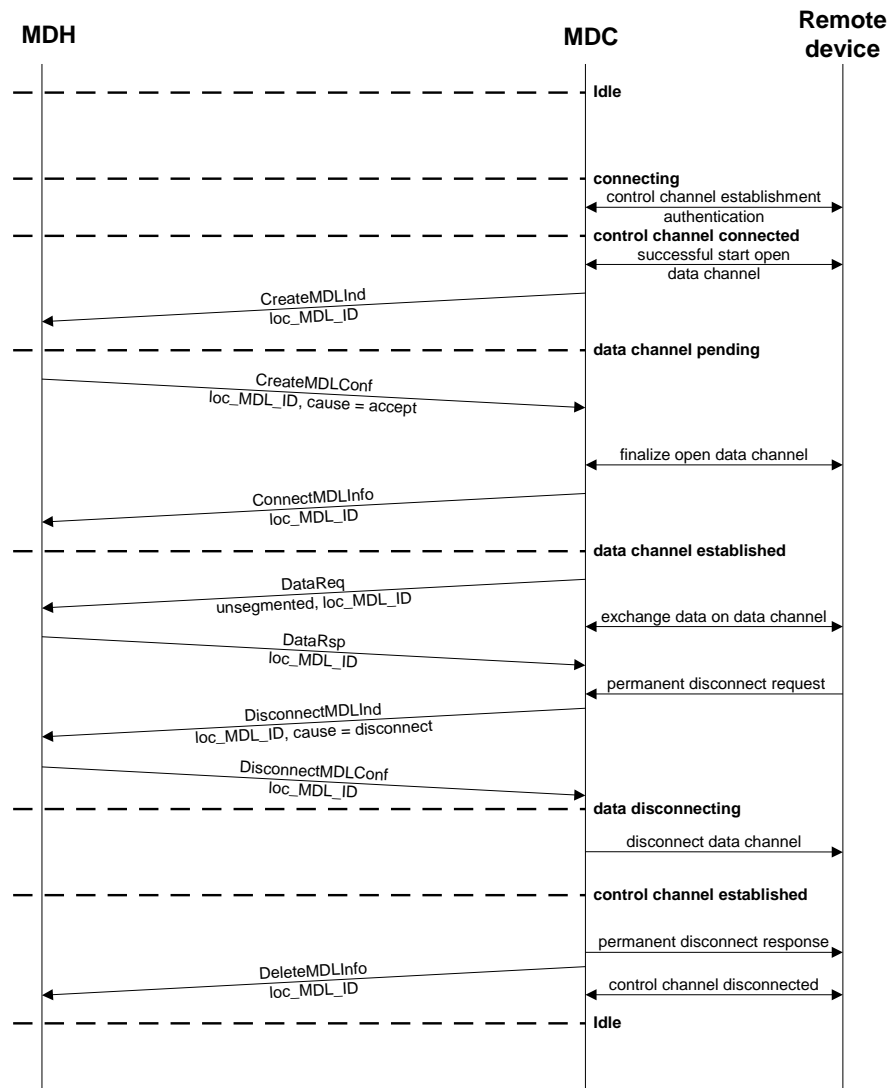 MDH
MDC
Remote
device
Idle
connecting
control channel establishment
authentication
control channel connected
successful start open
data channel
CreateMDLInd
loc_MDL_ID
data channel pending
CreateMDLConf
loc_MDL_ID, cause = accept
finalize open data channel
ConnectMDLInfo
loc_MDL_ID
data channel established
DataReq
unsegmented, loc_MDL_ID
exchange data on data channel
DataRsp
loc_MDL_ID
permanent disconnect request
DisconnectMDLInd
loc_MDL_ID, cause = disconnect
DisconnectMDLConf
loc_MDL_ID
data disconnecting
disconnect data channel
control channel established
permanent disconnect response
DeleteMDLInfo
loc_MDL_ID
control channel disconnected
Idle